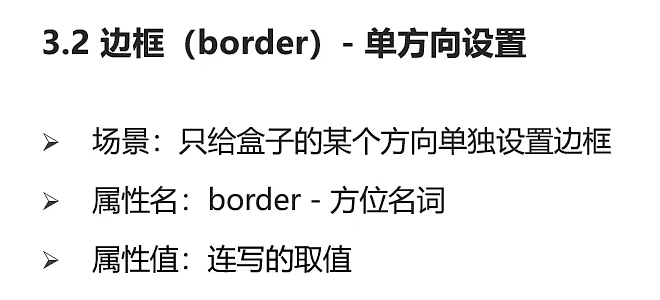 3.2 边框（border）- 单方向设置
➢ 场景：只给盒子的某个方向单独设置边框
➢ 属性名：border - 方位名词
➢ 属性值：连写的取值